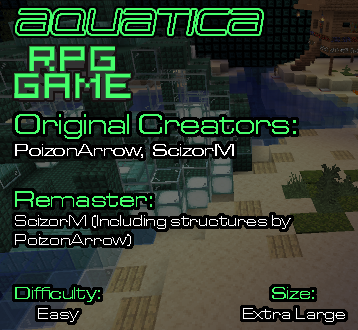 AQUATICA
RPG
GAME
Original Creators:
PoizonArrow, ScizorM
Remaster:
ScizorM (Including structures by
PoizonArrow)
Difficulty:
Easy
Size:
Extra Large